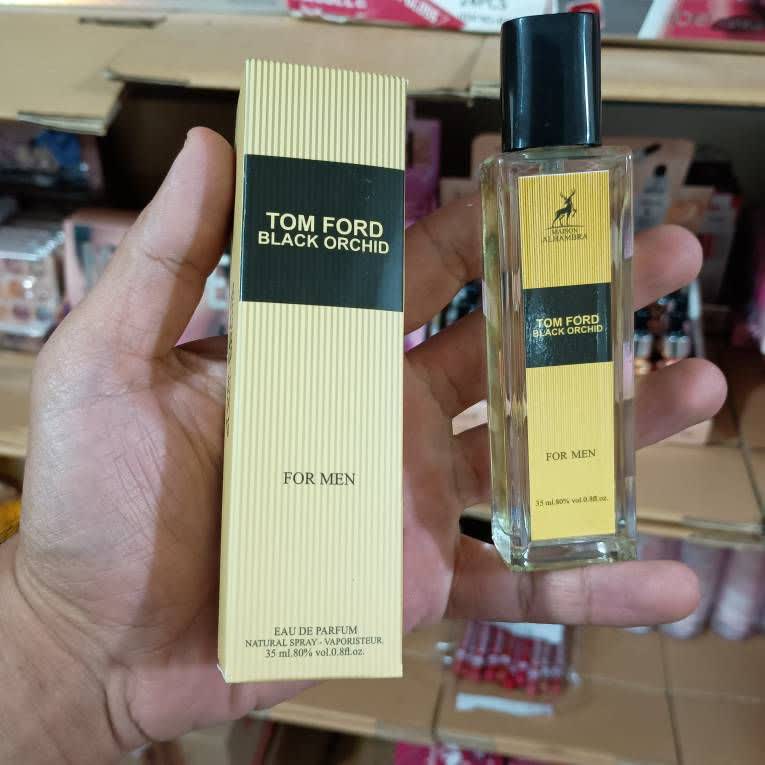 TOM FORD
BLACK ORCHID
FOR MEN
EAU DE PARFUM
NATURAL SPRAY - VAPORISTEUR
35 ml.80% vol.0.8fl.oz.
MAISON
ALHAMBRA
TOM FORD
BLACK ORCHID
FOR MEN
35 ml.80% vol.0.8fl.oz.